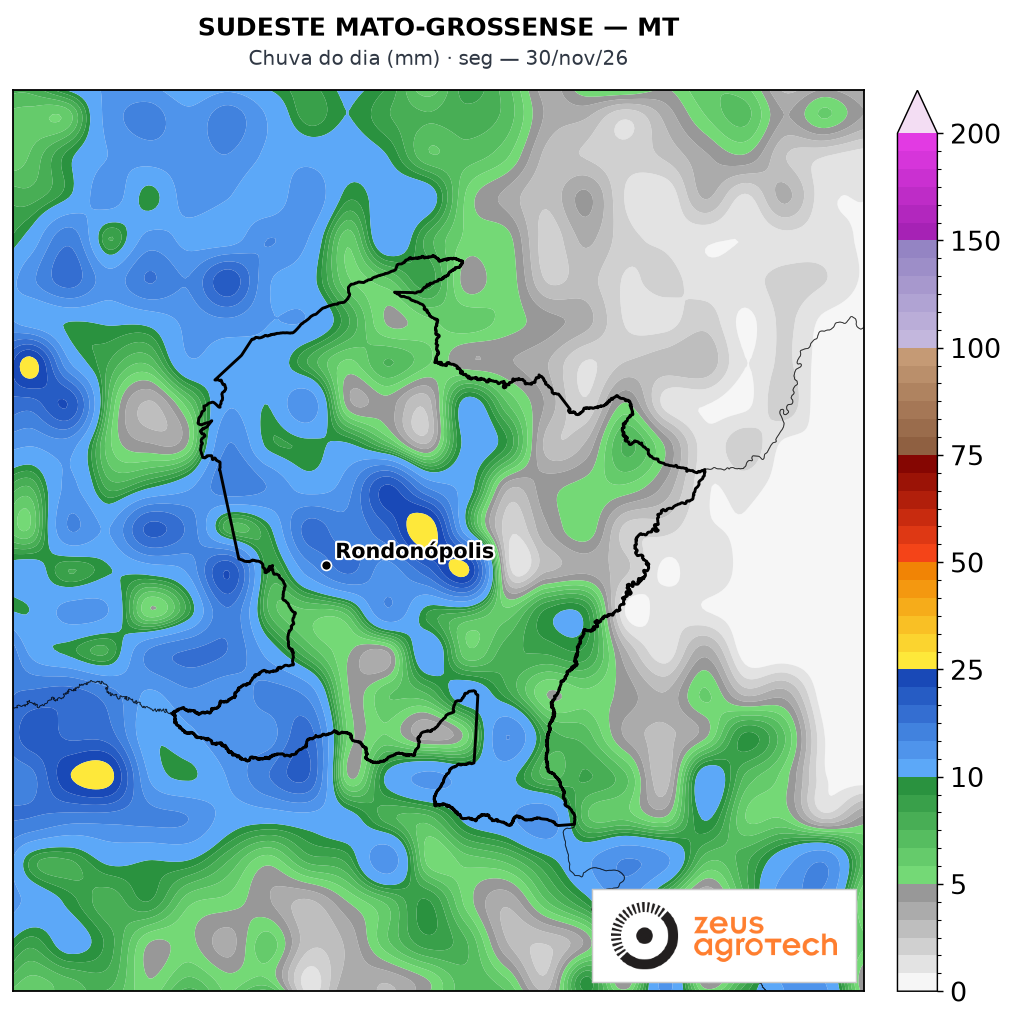 SUDESTE MATO-GROSSENSE — MT
Chuva do dia (mm) · seg — 30/nov/26
200
150
100
75
50
25
10
5
0
Rondonópolis
zeus
agrotech